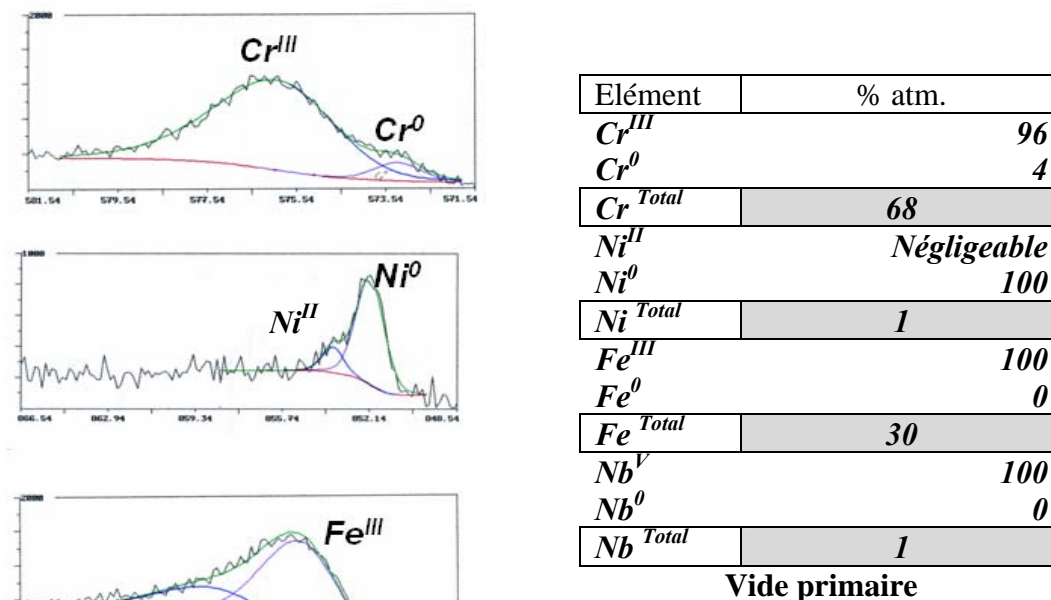 2000
Cr^III
Cr^0
581.54 579.54 577.54 575.54 573.54 571.54
1000
Ni^0
Ni^II
866.54 862.94 859.34 855.74 852.14 848.54
2000
Fe^III
Elément % atm.
Cr^III 96
Cr^0 4
Cr^Total 68
Ni^II Négligeable
Ni^0 100
Ni^Total 1
Fe^III 100
Fe^0 0
Fe^Total 30
Nb^V 100
Nb^0 0
Nb^Total 1
Vide primaire